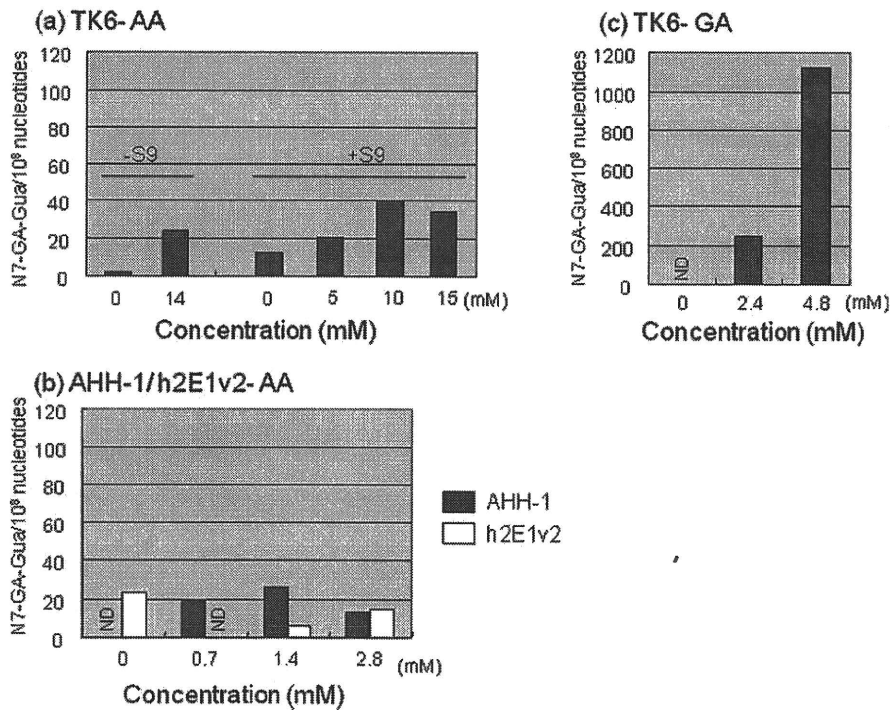 (a) TK6- AA
N7-GA-Gua/10⁸ nucleotides
120
100
80
60
40
20
0
-S9
+S9
0 14 0 5 10 15 (mM)
Concentration (mM)
(c) TK6- GA
N7-GA-Gua/10⁸ nucleotides
1200
1000
800
600
400
200
0
ND
0 2.4 4.8 (mM)
Concentration (mM)
(b) AHH-1/h2E1v2- AA
N7-GA-Gua/10⁸ nucleotides
120
100
80
60
40
20
0
ND
ND
0 0.7 1.4 2.8 (mM)
Concentration (mM)
AHH-1
h2E1v2